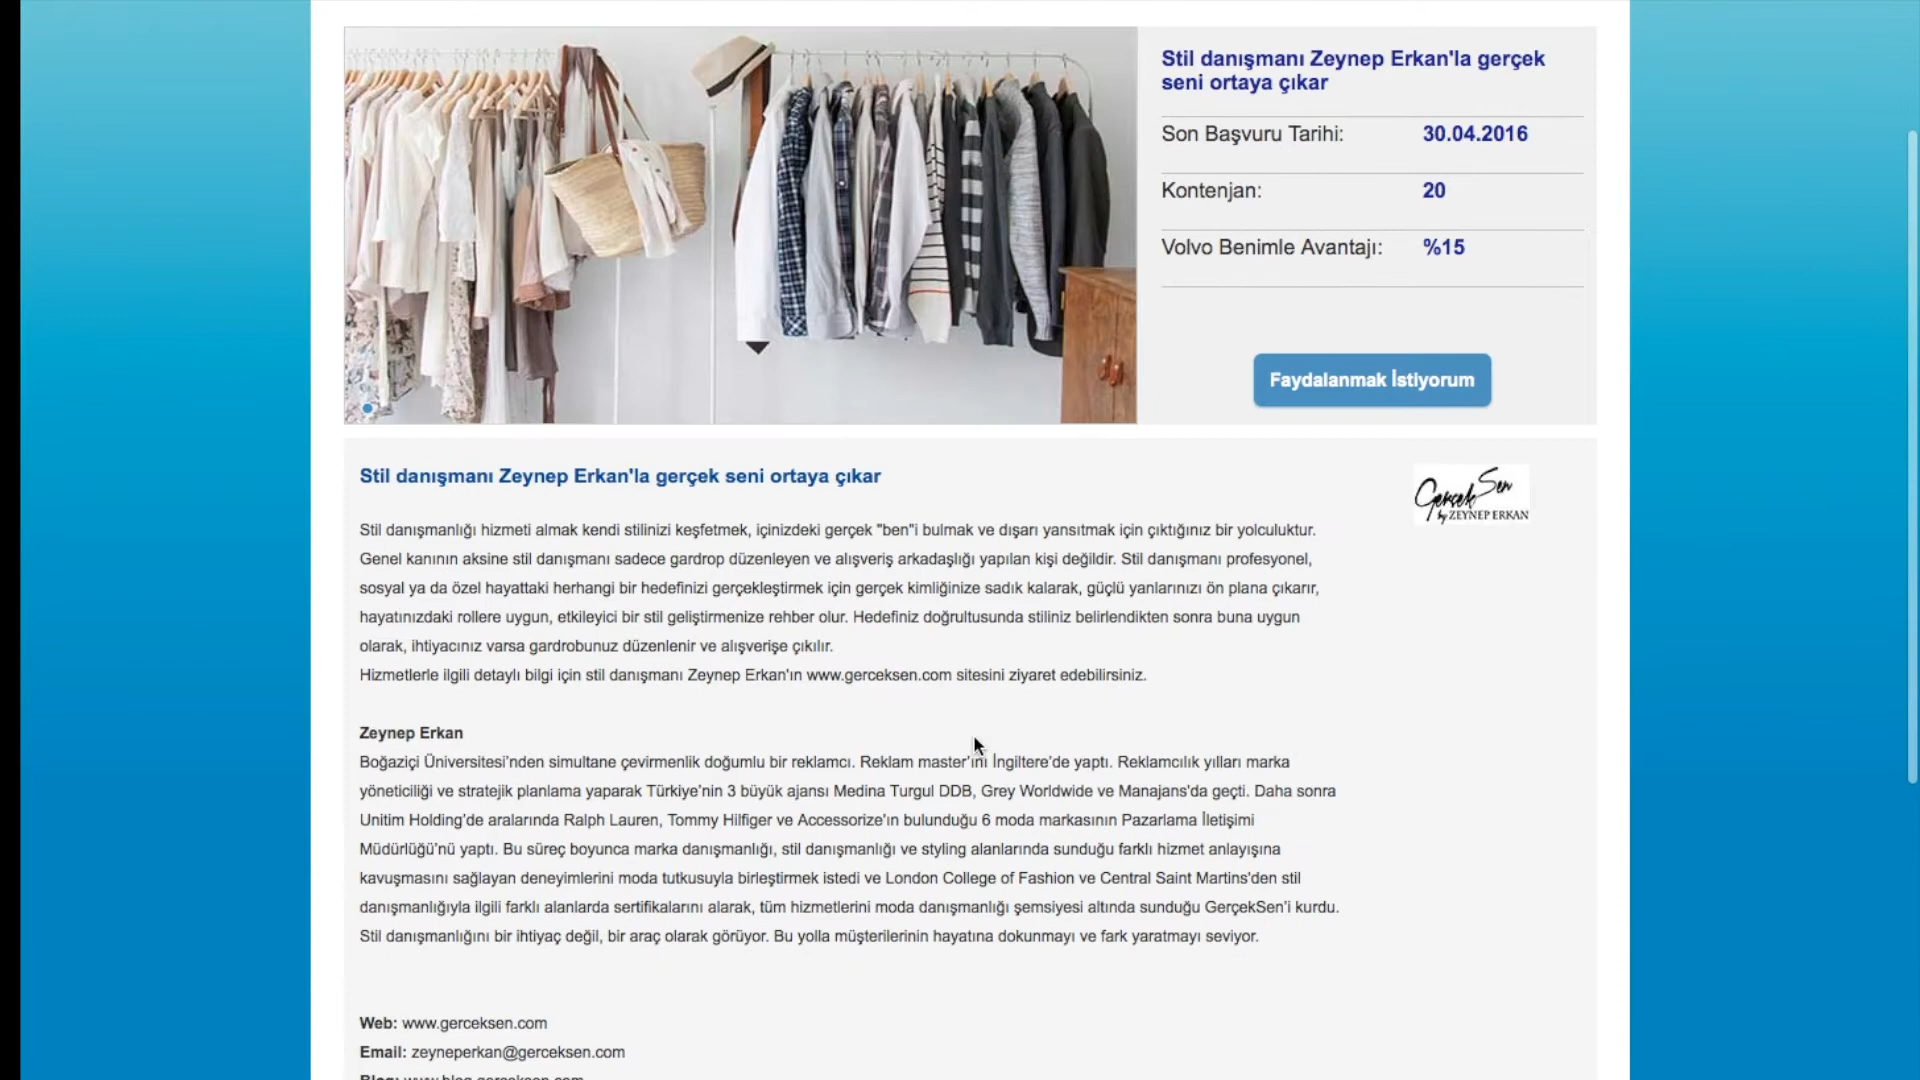 Stil danışmanı Zeynep Erkan'la gerçek
seni ortaya çıkar
Son Başvuru Tarihi: 30.04.2016
Kontenjan: 20
Volvo Benimle Avantajı: %15
Faydalanmak İstiyorum
Stil danışmanı Zeynep Erkan'la gerçek seni ortaya çıkar
Gerçek Sen
by ZEYNEP ERKAN
Stil danışmanlığı hizmeti almak kendi stilinizi keşfetmek, içinizdeki gerçek "ben"i bulmak ve dışarı yansıtmak için çıktığınız bir yolculuktur.
Genel kanının aksine stil danışmanı sadece gardrop düzenleyen ve alışveriş arkadaşlığı yapılan kişi değildir. Stil danışmanı profesyonel,
sosyal ya da özel hayattaki herhangi bir hedefinizi gerçekleştirmek için gerçek kimliğinize sadık kalarak, güçlü yanlarınızı ön plana çıkarır,
hayatınızdaki rollere uygun, etkileyici bir stil geliştirmenize rehber olur. Hedefiniz doğrultusunda stiliniz belirlendikten sonra buna uygun
olarak, ihtiyacınız varsa gardrobunuz düzenlenir ve alışverişe çıkılır.
Hizmetlerle ilgili detaylı bilgi için stil danışmanı Zeynep Erkan'ın www.gerceksen.com sitesini ziyaret edebilirsiniz.
Zeynep Erkan
Boğaziçi Üniversitesi'nden simultane çevirmenlik doğumlu bir reklamcı. Reklam master'ını İngiltere'de yaptı. Reklamcılık yılları marka
yöneticiliği ve stratejik planlama yaparak Türkiye'nin 3 büyük ajansı Medina Turgul DDB, Grey Worldwide ve Manajans'da geçti. Daha sonra
Unitim Holding'de aralarında Ralph Lauren, Tommy Hilfiger ve Accessorize'ın bulunduğu 6 moda markasının Pazarlama İletişimi
Müdürlüğü'nü yaptı. Bu süreç boyunca marka danışmanlığı, stil danışmanlığı ve styling alanlarında sunduğu farklı hizmet anlayışına
kavuşmasını sağlayan deneyimlerini moda tutkusuyla birleştirmek istedi ve London College of Fashion ve Central Saint Martins'den stil
danışmanlığıyla ilgili farklı alanlarda sertifikalarını alarak, tüm hizmetlerini moda danışmanlığı şemsiyesi altında sunduğu GerçekSen'i kurdu.
Stil danışmanlığını bir ihtiyaç değil, bir araç olarak görüyor. Bu yolla müşterilerinin hayatına dokunmayı ve fark yaratmayı seviyor.
Web: www.gerceksen.com
Email: zeyneperkan@gerceksen.com
Blog: www.blog.gerceksen.com